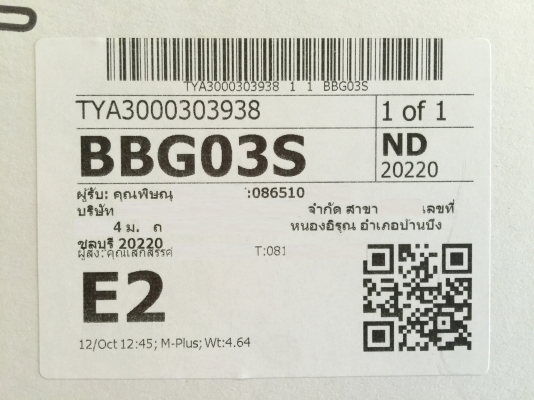 TYA3000303938 1 1 BBG03S
TYA3000303938 1 of 1
BBG03S ND
20220
ผู้รับ: คุณพิษณุ :086510
บริษัท จำกัด สาขา เลขที่
4 ม. ถ หนองอิรุณ อำเภอบ้านบึง
ชลบุรี 20220
ผู้ส่ง: คุณเสกสรรค์ T:081
E2
12/Oct 12:45; M-Plus; Wt:4.64